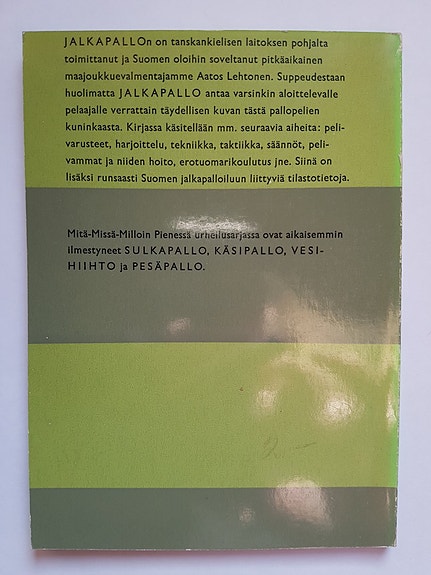 JALKAPALLOn on tanskankielisen laitoksen pohjalta
toimittanut ja Suomen oloihin soveltanut pitkäaikainen
maajoukkuevalmentajamme Aatos Lehtonen. Suppeudestaan
huolimatta JALKAPALLO antaa varsinkin aloittelevalle
pelaajalle verrattain täydellisen kuvan tästä pallopelien
kuninkaasta. Kirjassa käsitellään mm. seuraavia aiheita: peli-
varusteet, harjoittelu, tekniikka, taktiikka, säännöt, peli-
vammat ja niiden hoito, erotuomarikoulutus jne. Siinä on
lisäksi runsaasti Suomen jalkapalloiluun liittyviä tilastotietoja.
Mitä-Missä-Milloin Pienessä urheilusarjassa ovat aikaisemmin
ilmestyneet SULKAPALLO, KÄSIPALLO, VESI-
HIIHTO ja PESÄPALLO.